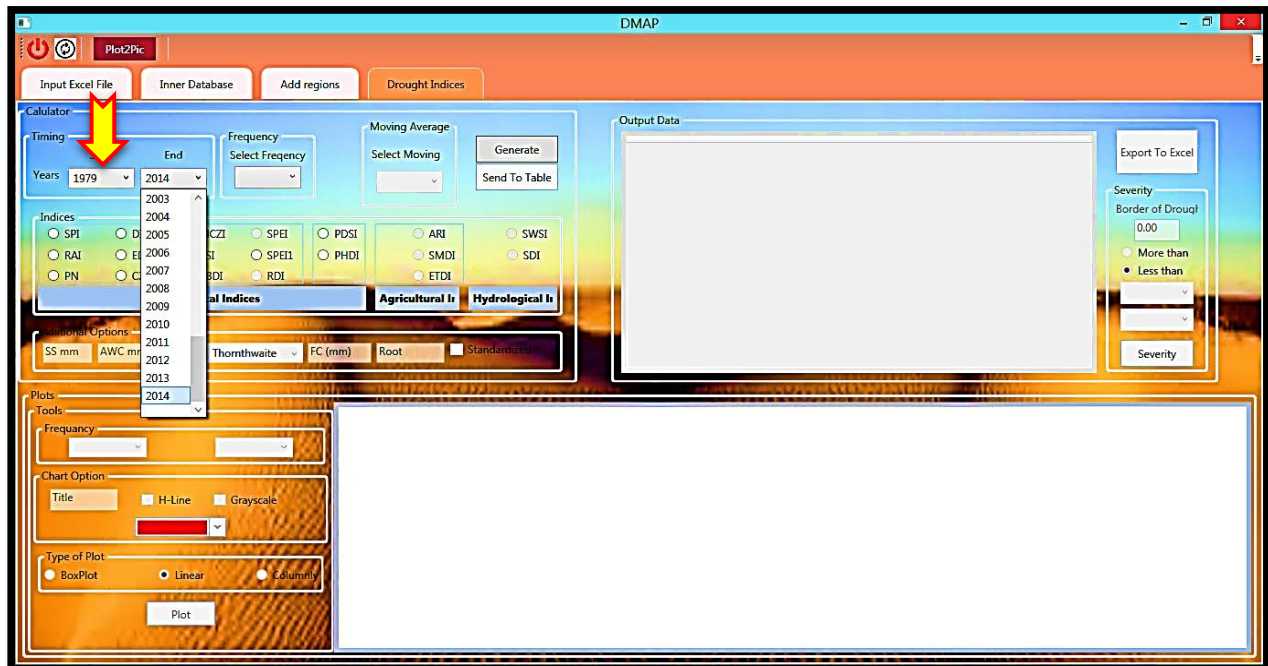 DMAP
Plot2Pic
Input Excel File Inner Database Add regions Drought Indices
Calulator
Timing
End
Years 1979 2014
2003
2004
2005
2006
2007
2008
2009
2010
2011
2012
2013
2014
Frequency
Select Freqency
Moving Average
Select Moving
Generate
Send To Table
Indices
SPI SPEI PDSI ARI SWSI
RAI SPEI1 PHDI SMDI SDI
PN RDI ETDI
Indices Agricultural Hydrological
Options
SS mm AWC Thornthwaite FC (mm) Root Standardized
Output Data
Export To Excel
Severity
Border of Drough
0.00
More than
Less than
Severity
Plots
Tools
Frequancy
Chart Option
Title H-Line Grayscale
Type of Plot
BoxPlot Linear Columnly
Plot